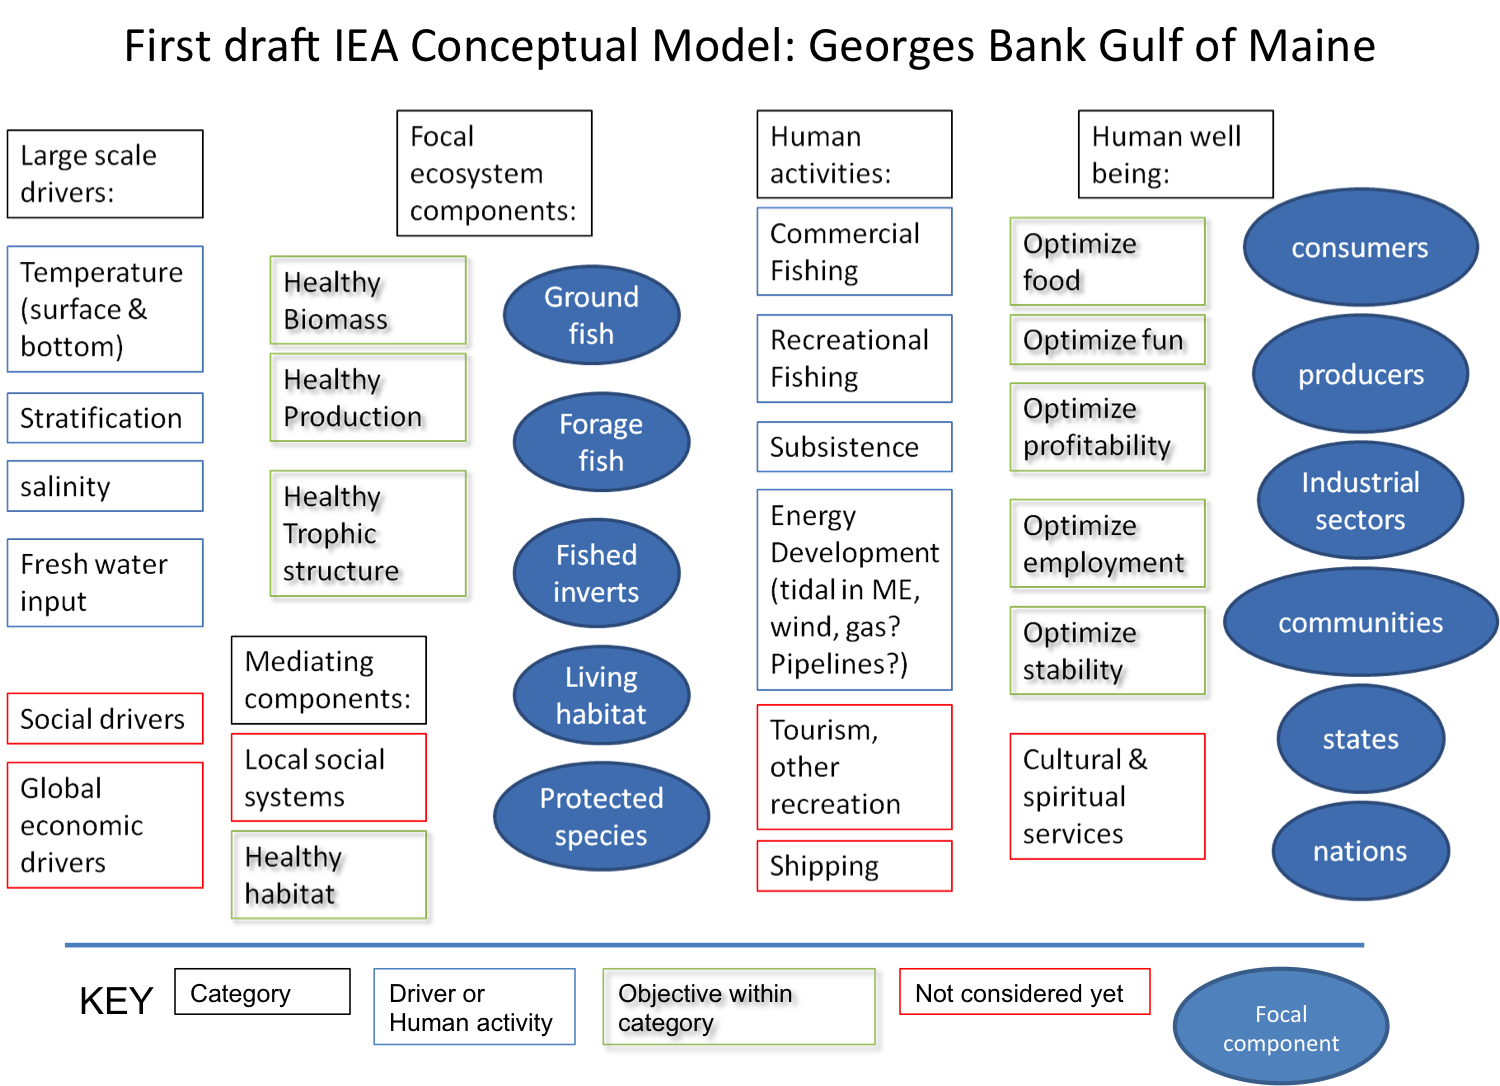 First draft IEA Conceptual Model: Georges Bank Gulf of Maine
Large scale
drivers:
Temperature
(surface &
bottom)
Stratification
salinity
Fresh water
input
Social drivers
Global
economic
drivers
Focal
ecosystem
components:
Healthy
Biomass
Healthy
Production
Healthy
Trophic
structure
Mediating
components:
Local social
systems
Healthy
habitat
Ground
fish
Forage
fish
Fished
inverts
Living
habitat
Protected
species
Human
activities:
Commercial
Fishing
Recreational
Fishing
Subsistence
Energy
Development
(tidal in ME,
wind, gas?
Pipelines?)
Tourism,
other
recreation
Shipping
Human well
being:
Optimize
food
Optimize fun
Optimize
profitability
Optimize
employment
Optimize
stability
Cultural &
spiritual
services
consumers
producers
Industrial
sectors
communities
states
nations
KEY
Category
Driver or
Human activity
Objective within
category
Not considered yet
Focal
component